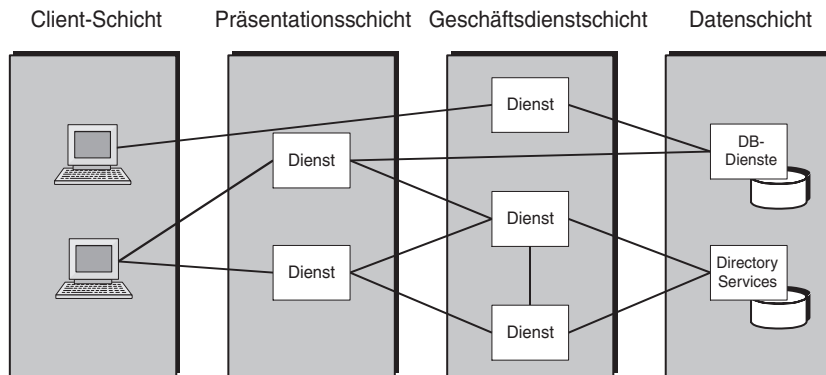 Client-Schicht
Präsentationsschicht
Geschäftsdienstschicht
Datenschicht
Dienst
Dienst
DB-
Dienste
Dienst
Dienst
Directory
Services
Dienst